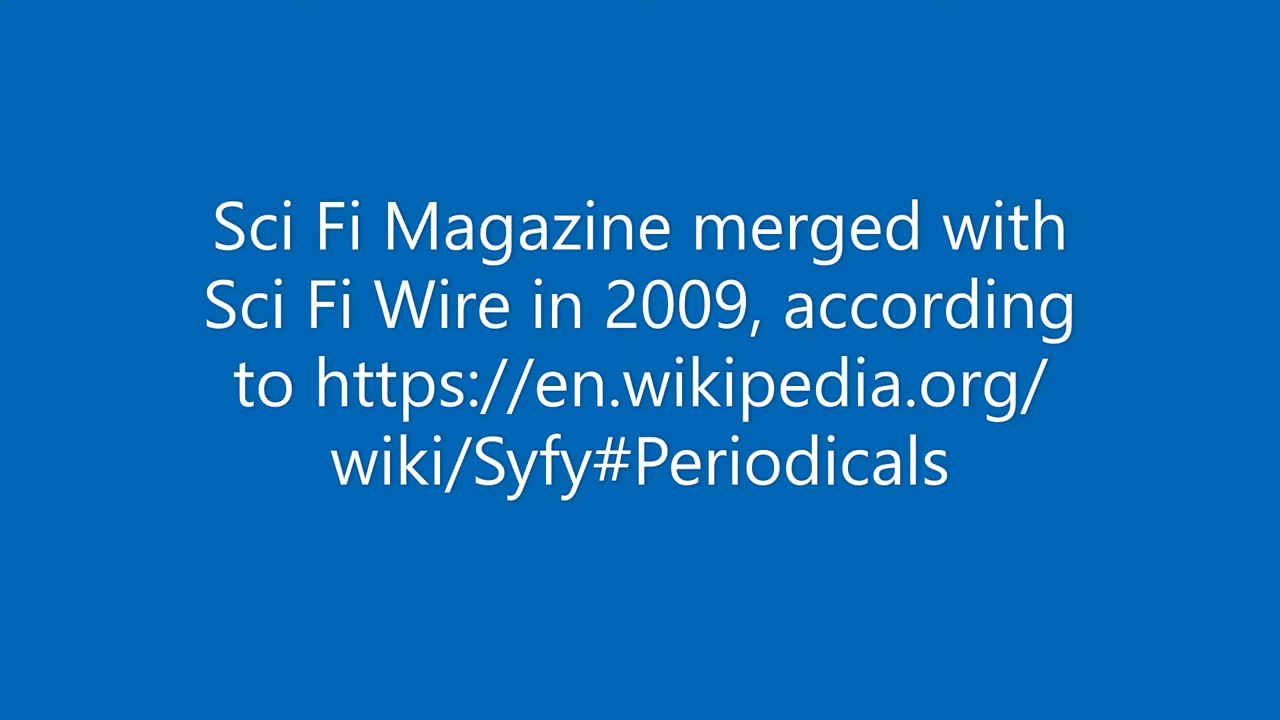 Sci Fi Magazine merged with
Sci Fi Wire in 2009, according
to https://en.wikipedia.org/
wiki/Syfy#Periodicals